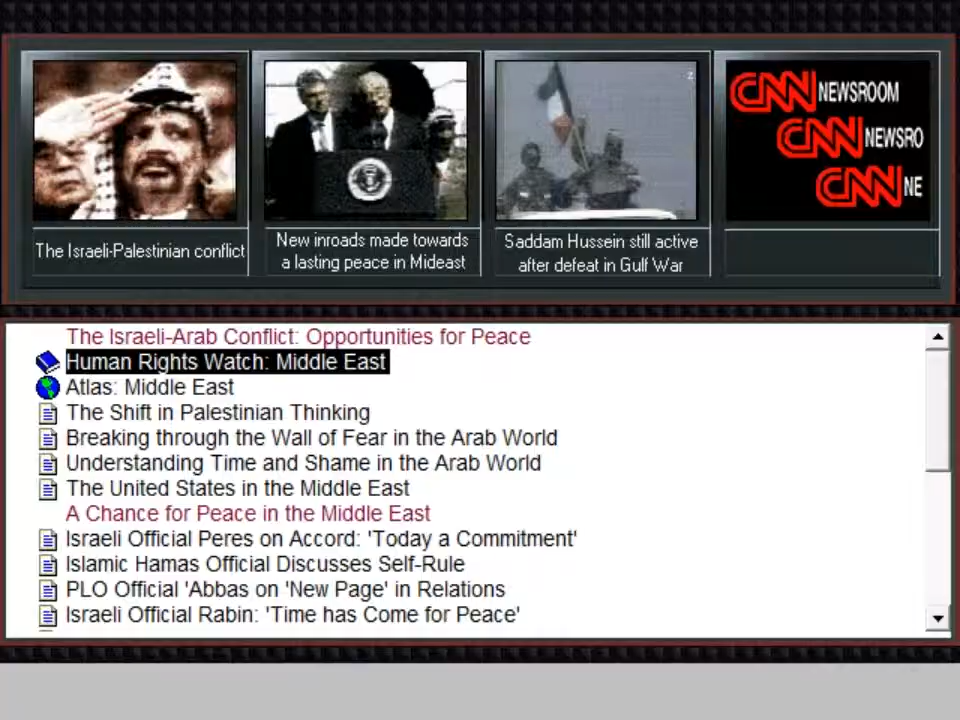 The Israeli-Palestinian conflict
New inroads made towards
a lasting peace in Mideast
Saddam Hussein still active
after defeat in Gulf War
CNN NEWSROOM
CNN NEWSRO
CNN NE
The Israeli-Arab Conflict: Opportunities for Peace
Human Rights Watch: Middle East
Atlas: Middle East
The Shift in Palestinian Thinking
Breaking through the Wall of Fear in the Arab World
Understanding Time and Shame in the Arab World
The United States in the Middle East
A Chance for Peace in the Middle East
Israeli Official Peres on Accord: 'Today a Commitment'
Islamic Hamas Official Discusses Self-Rule
PLO Official 'Abbas on 'New Page' in Relations
Israeli Official Rabin: 'Time has Come for Peace'